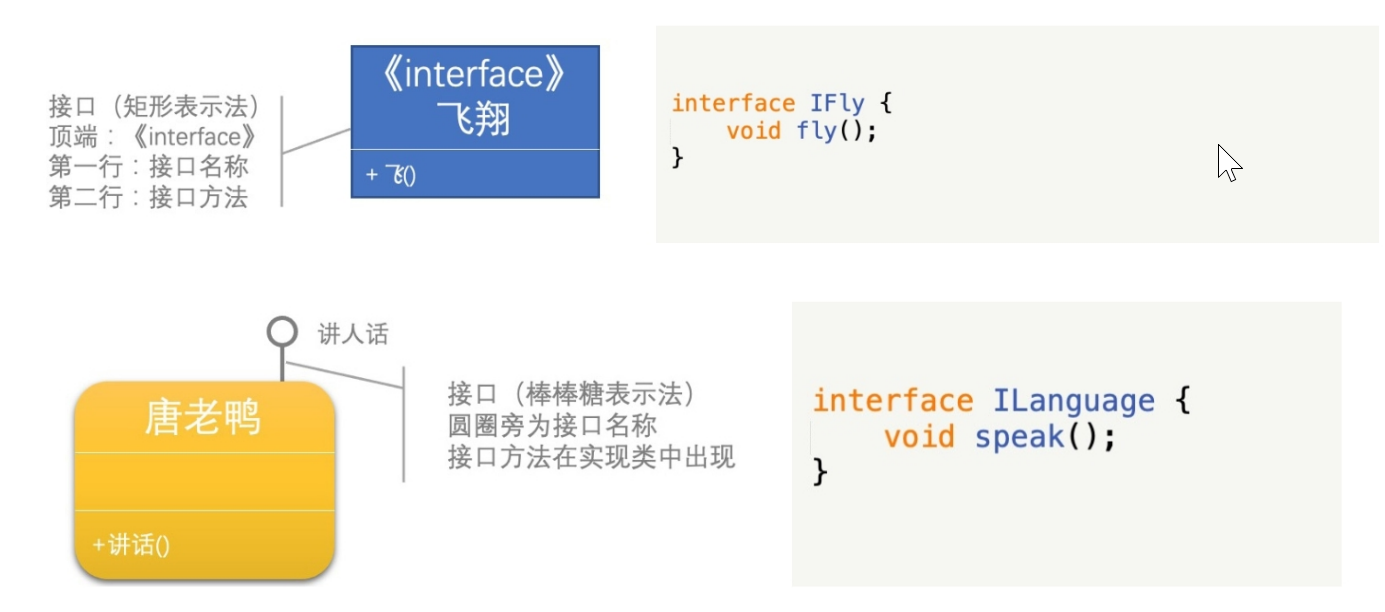 《interface》
飞翔
+ 飞()
接口（矩形表示法）
顶端：《interface》
第一行：接口名称
第二行：接口方法
interface IFly {
    void fly();
}
讲人话
唐老鸭
+讲话()
接口（棒棒糖表示法）
圆圈旁为接口名称
接口方法在实现类中出现
interface ILanguage {
    void speak();
}